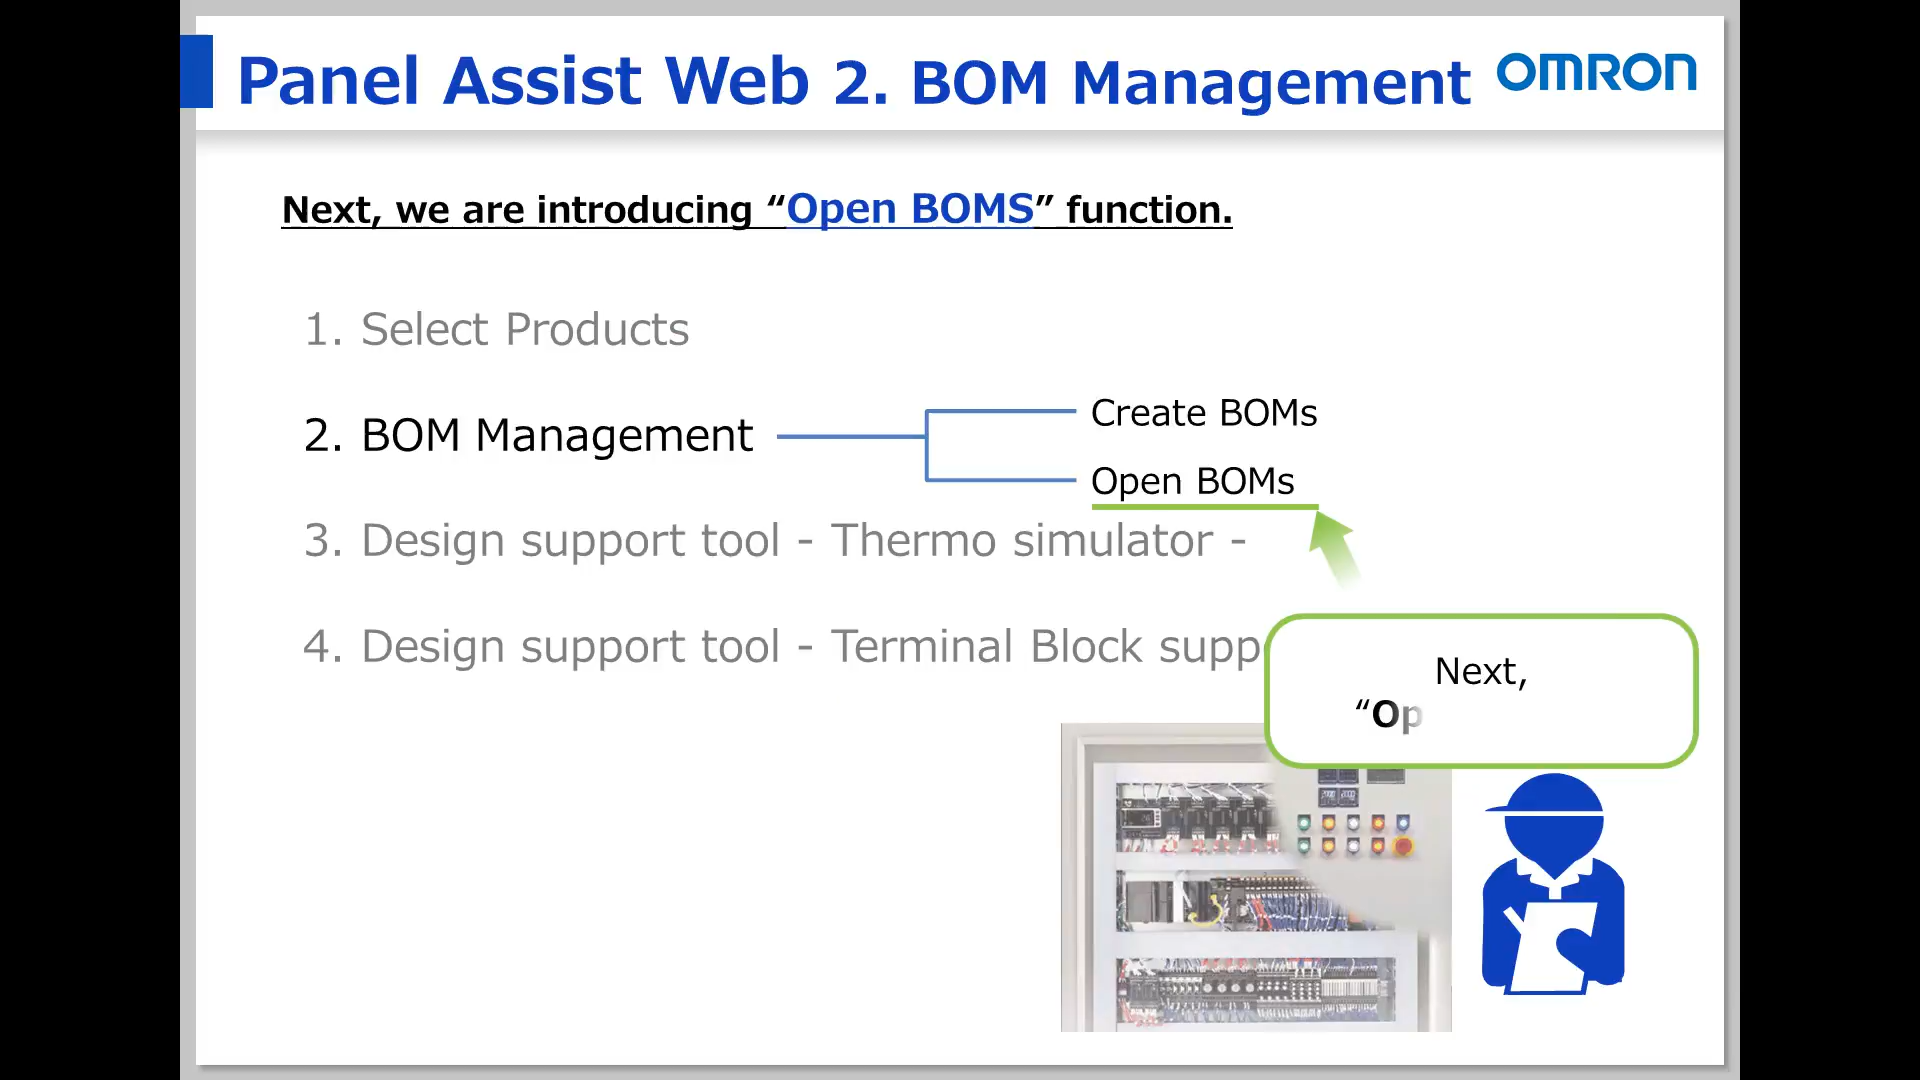 Panel Assist Web 2. BOM Management
OMRON
Next, we are introducing “Open BOMS” function.
1. Select Products
2. BOM Management
Create BOMs
Open BOMs
3. Design support tool - Thermo simulator -
4. Design support tool - Terminal Block supp
Next,
“Op